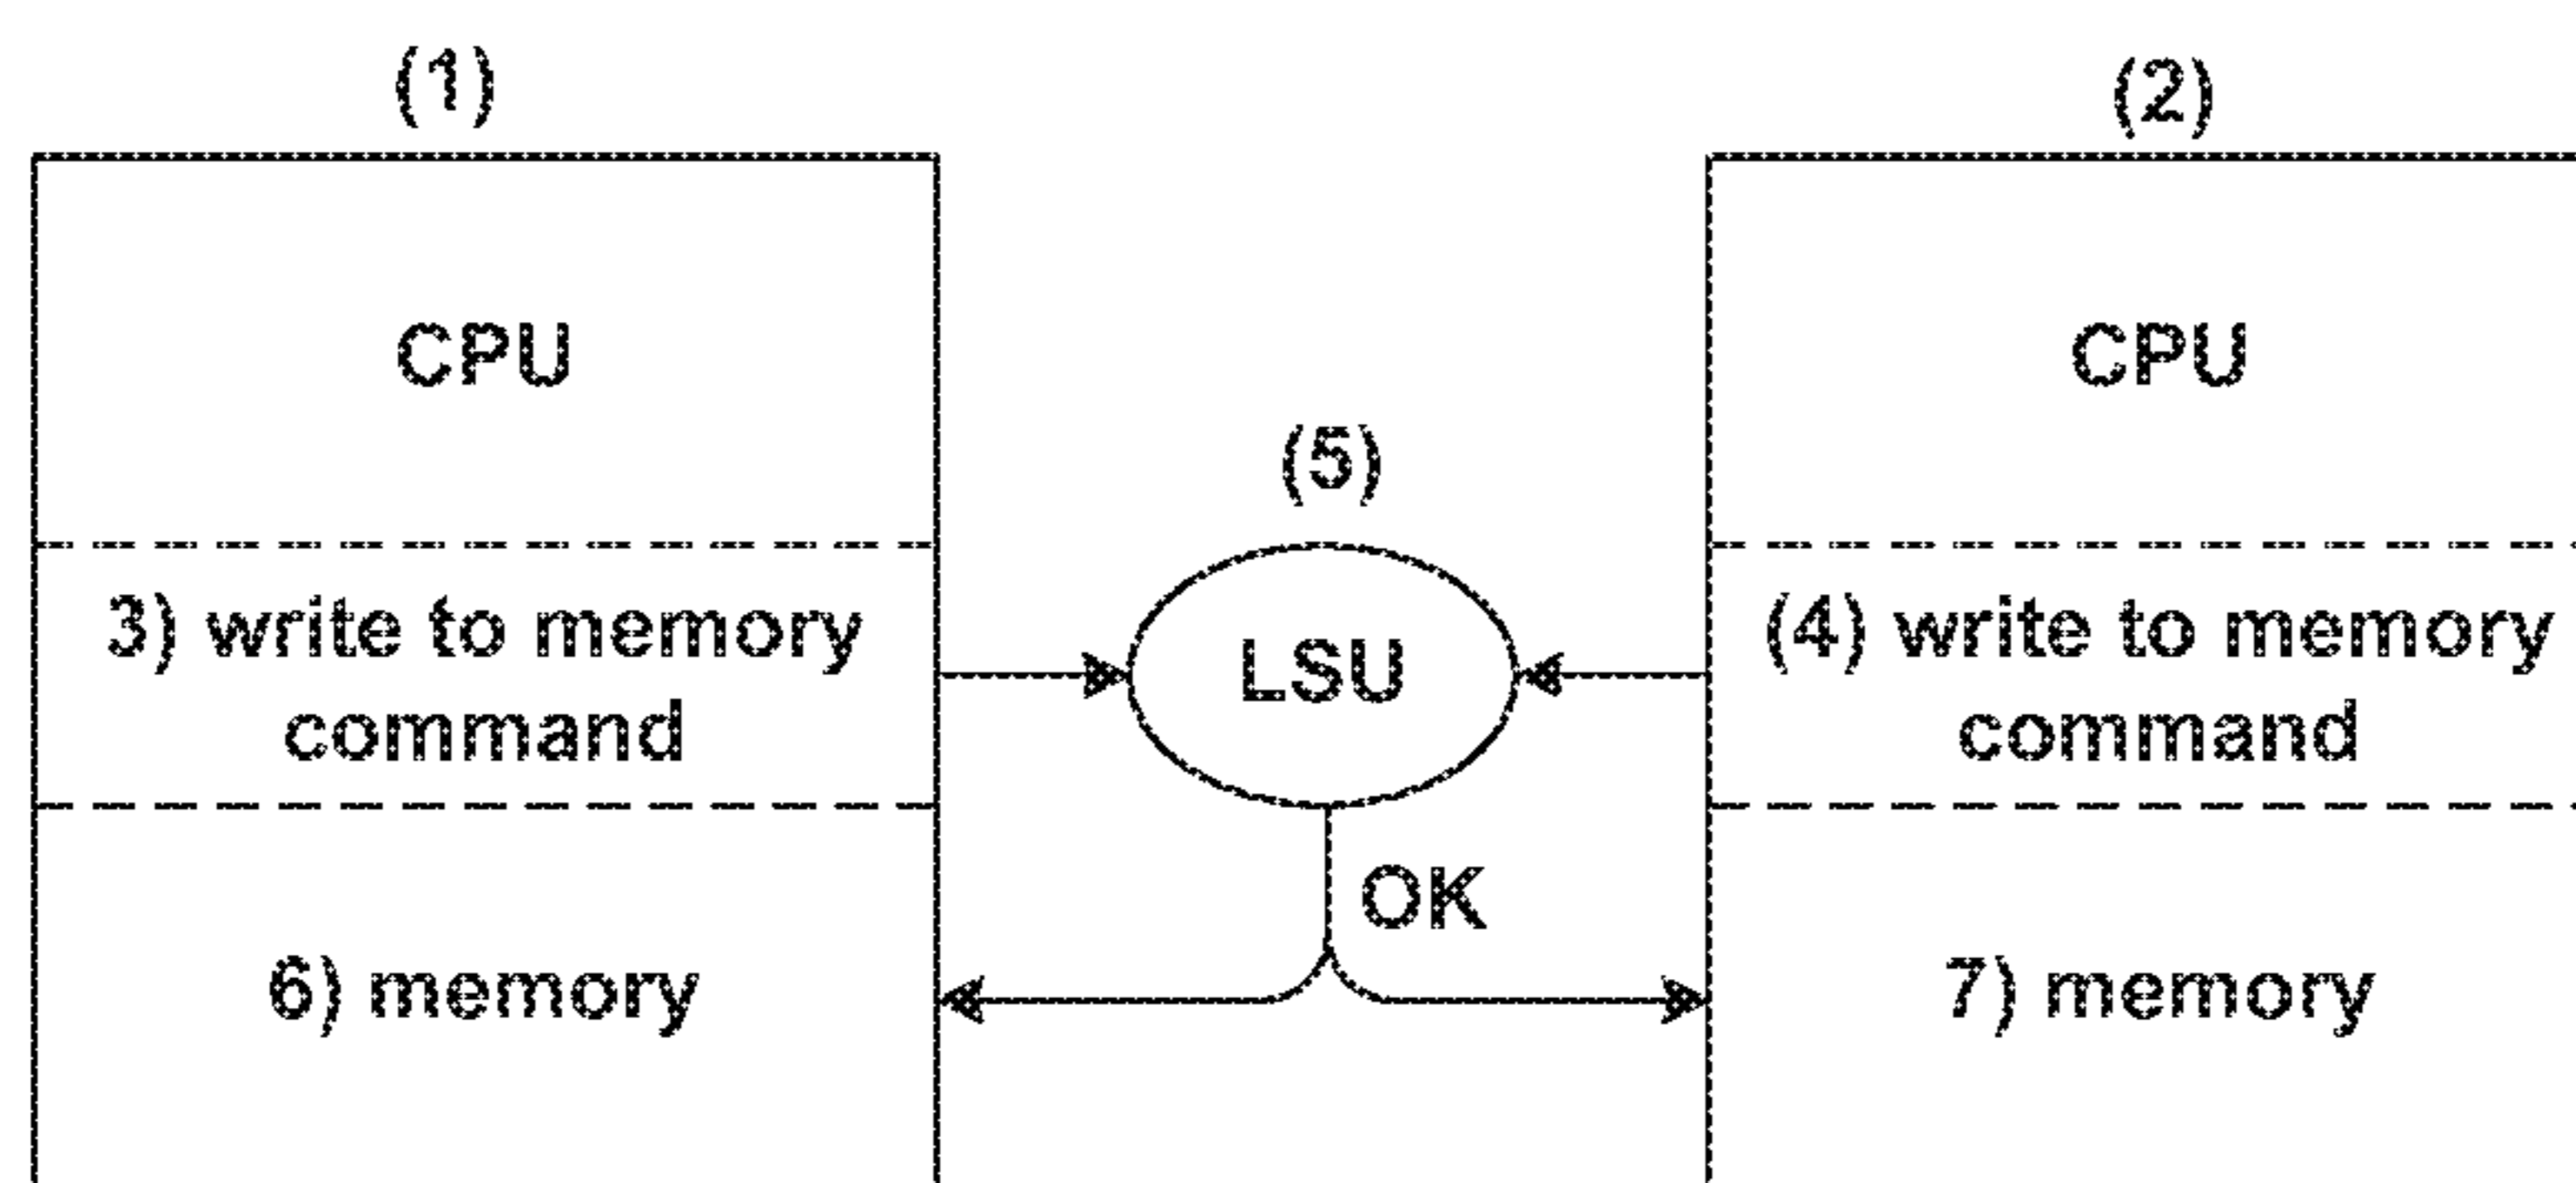 (1)
(2)
CPU
CPU
(5)
3) write to memory
command
LSU
(4) write to memory
command
OK
6) memory
7) memory